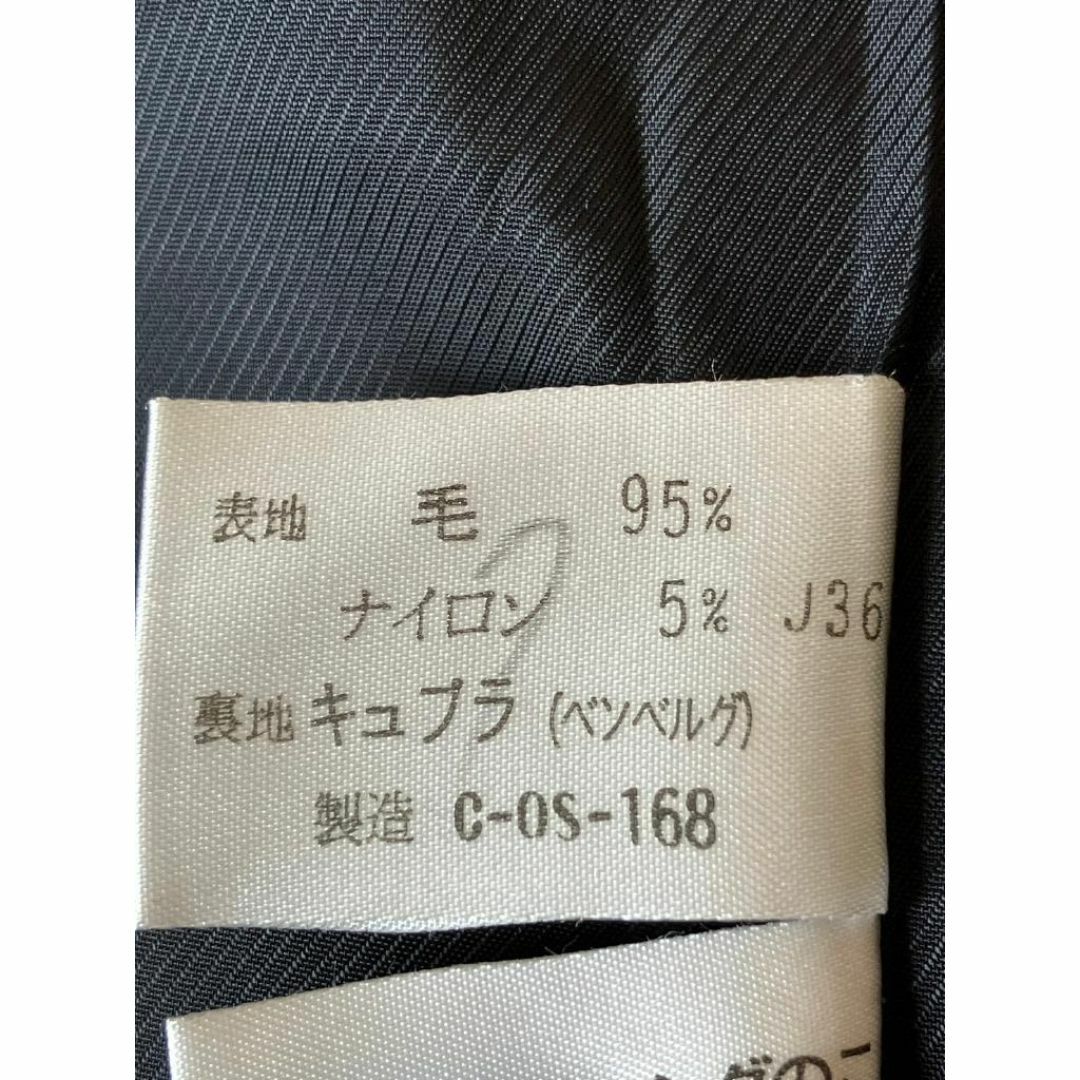 表地 毛 95%
ナイロン 5% J36
裏地 キュプラ (ベンベルグ)
製造 C-OS-168